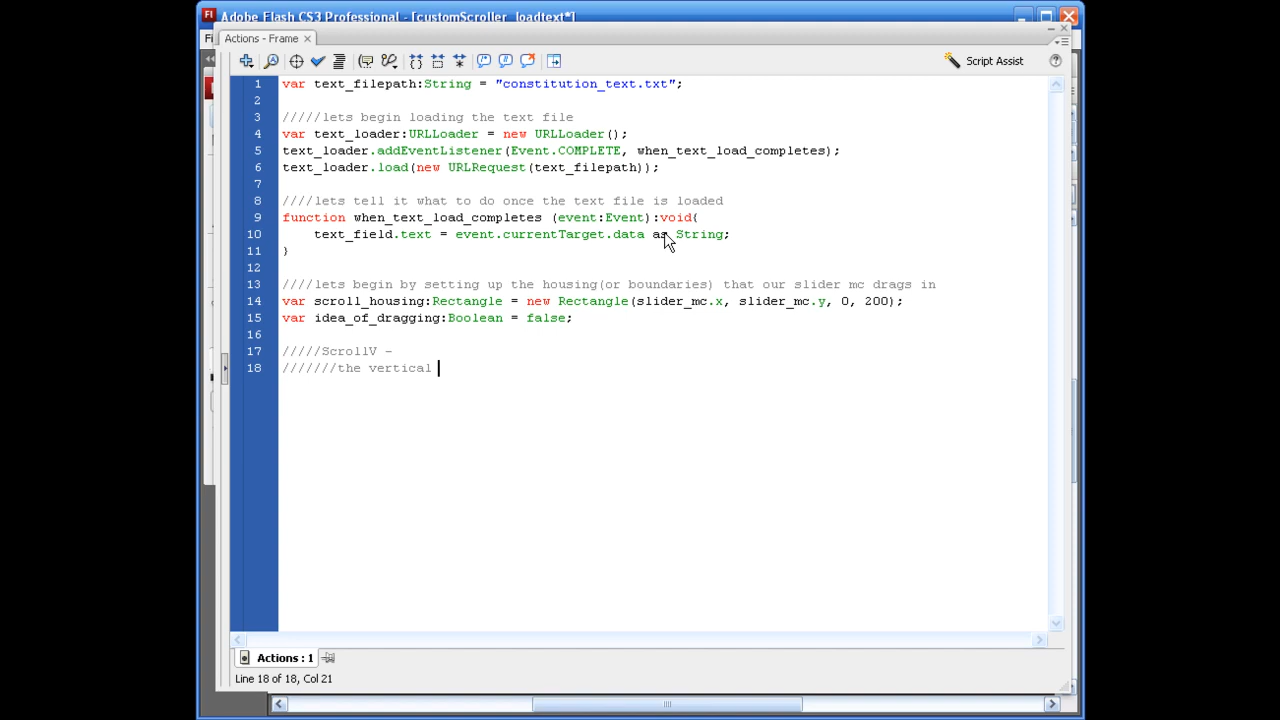 Adobe Flash CS3 Professional - [customScroller_loadtext*]
Fi
Actions - Frame ×
Script Assist
1 var text_filepath:String = "constitution_text.txt";
2
3 /////lets begin loading the text file
4 var text_loader:URLLoader = new URLLoader();
5 text_loader.addEventListener(Event.COMPLETE, when_text_load_completes);
6 text_loader.load(new URLRequest(text_filepath));
7
8 ////lets tell it what to do once the text file is loaded
9 function when_text_load_completes (event:Event):void{
10 text_field.text = event.currentTarget.data as String;
11 }
12
13 ////lets begin by setting up the housing(or boundaries) that our slider mc drags in
14 var scroll_housing:Rectangle = new Rectangle(slider_mc.x, slider_mc.y, 0, 200);
15 var idea_of_dragging:Boolean = false;
16
17 /////ScrollV -
18 ///////the vertical
Actions : 1
Line 18 of 18, Col 21